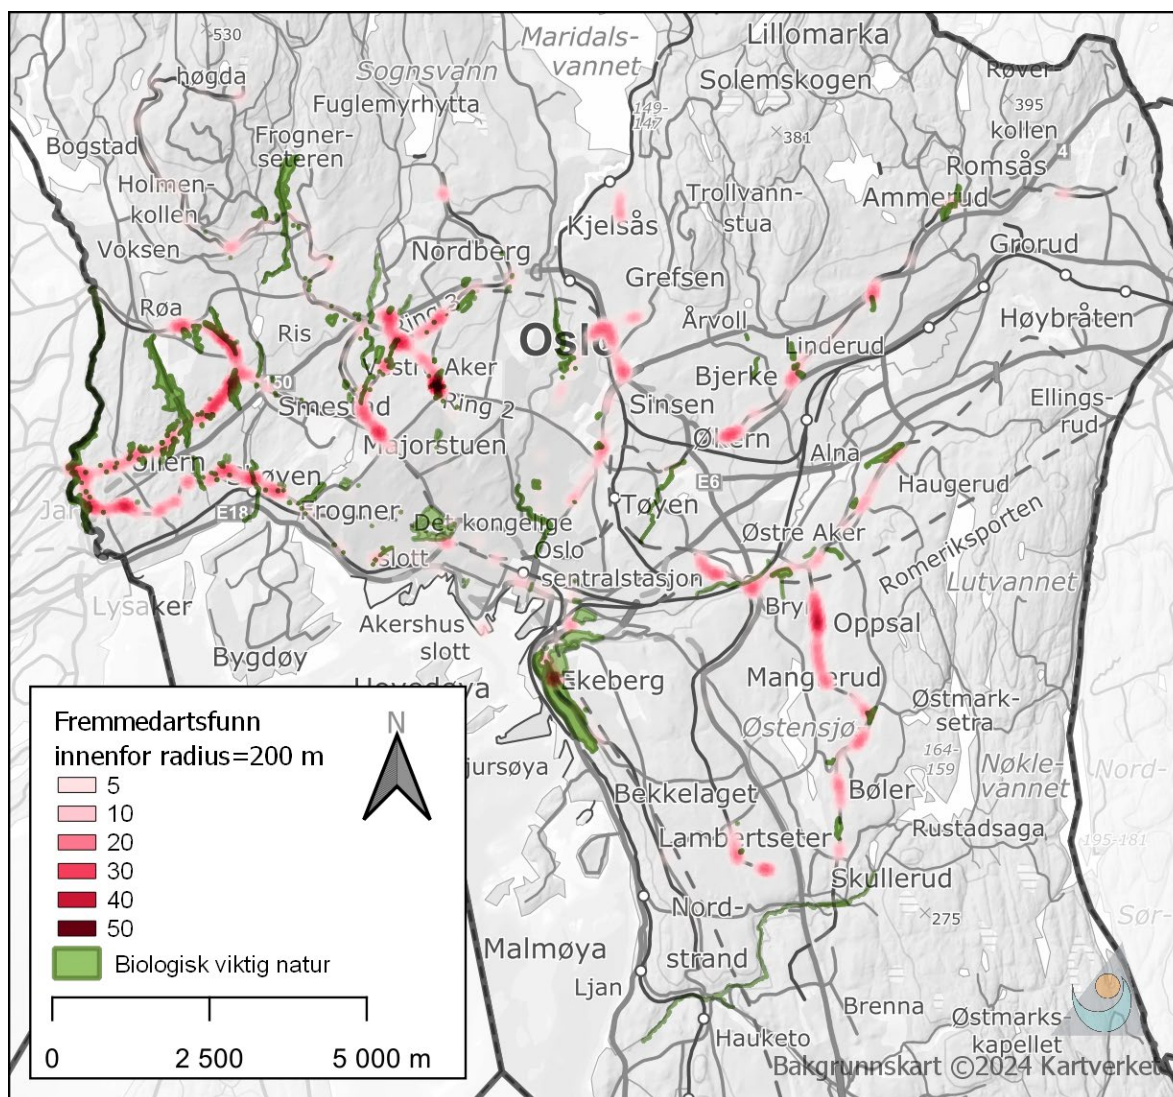 530
høgda
Maridals-
vannet
Lillomarka
Sognsvann
Solemskogen
Røver-
Fuglemyrhytta
149-
147
395
kollen
Bogstad
Frogner-
seteren
381
4
Romsås
Holmen-
kollen
Trollvann-
stua
Ammerud
Kjelsås
Voksen
Nordberg
Grorud
Grefsen
Røa
Ris
Ring 3
Oslo
Årvoll
Høybråten
Linderud
Aker
Bjerke
Smestad
Ring 2
Sinsen
Ellings-
rud
Majorstuen
Økern
Alna
E6
Haugerud
E18
Frogner
Tøyen
Det kongelige
slott
Oslo
sentralstasjon
Østre Aker
Romeriksporten
Lutvannet
Lysaker
Bryn
Akershus
slott
Oppsal
Bygdøy
Ekeberg
Manglerud
Østmark-
setra
Østensjø
164-
159
Nøkle-
vannet
Nord-
jursøya
Bekkelaget
Bøler
Rustadsaga
195-181
Lambertseter
Skullerud
Nord-
strand
275
Sør-
Malmøya
Ljan
Brenna
Hauketo
Østmarks-
kapellet
Bakgrunnskart ©2024 Kartverket
Fremmedartsfunn
innenfor radius=200 m
5
10
20
30
40
50
Biologisk viktig natur
N
0 2 500 5 000 m